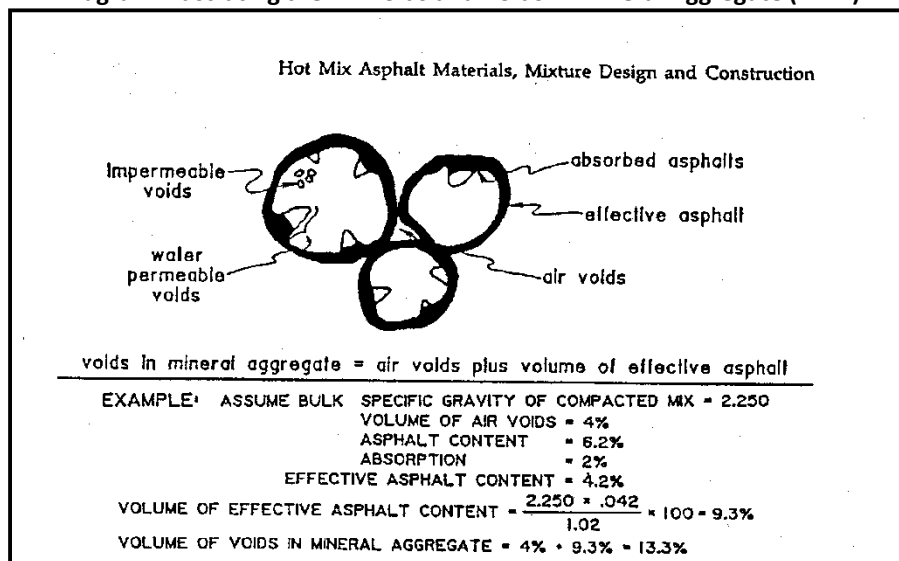 Hot Mix Asphalt Materials, Mixture Design and Construction
Impermeable
voids
absorbed asphalts
effective asphalt
water
permeable
voids
air voids
voids in mineral aggregate = air voids plus volume of effective asphalt
EXAMPLE: ASSUME BULK SPECIFIC GRAVITY OF COMPACTED MIX = 2.250
VOLUME OF AIR VOIDS = 4%
ASPHALT CONTENT = 6.2%
ABSORPTION = 2%
EFFECTIVE ASPHALT CONTENT = 4.2%
VOLUME OF EFFECTIVE ASPHALT CONTENT = 2.250 * .042 / 1.02 * 100 = 9.3%
VOLUME OF VOIDS IN MINERAL AGGREGATE = 4% + 9.3% = 13.3%